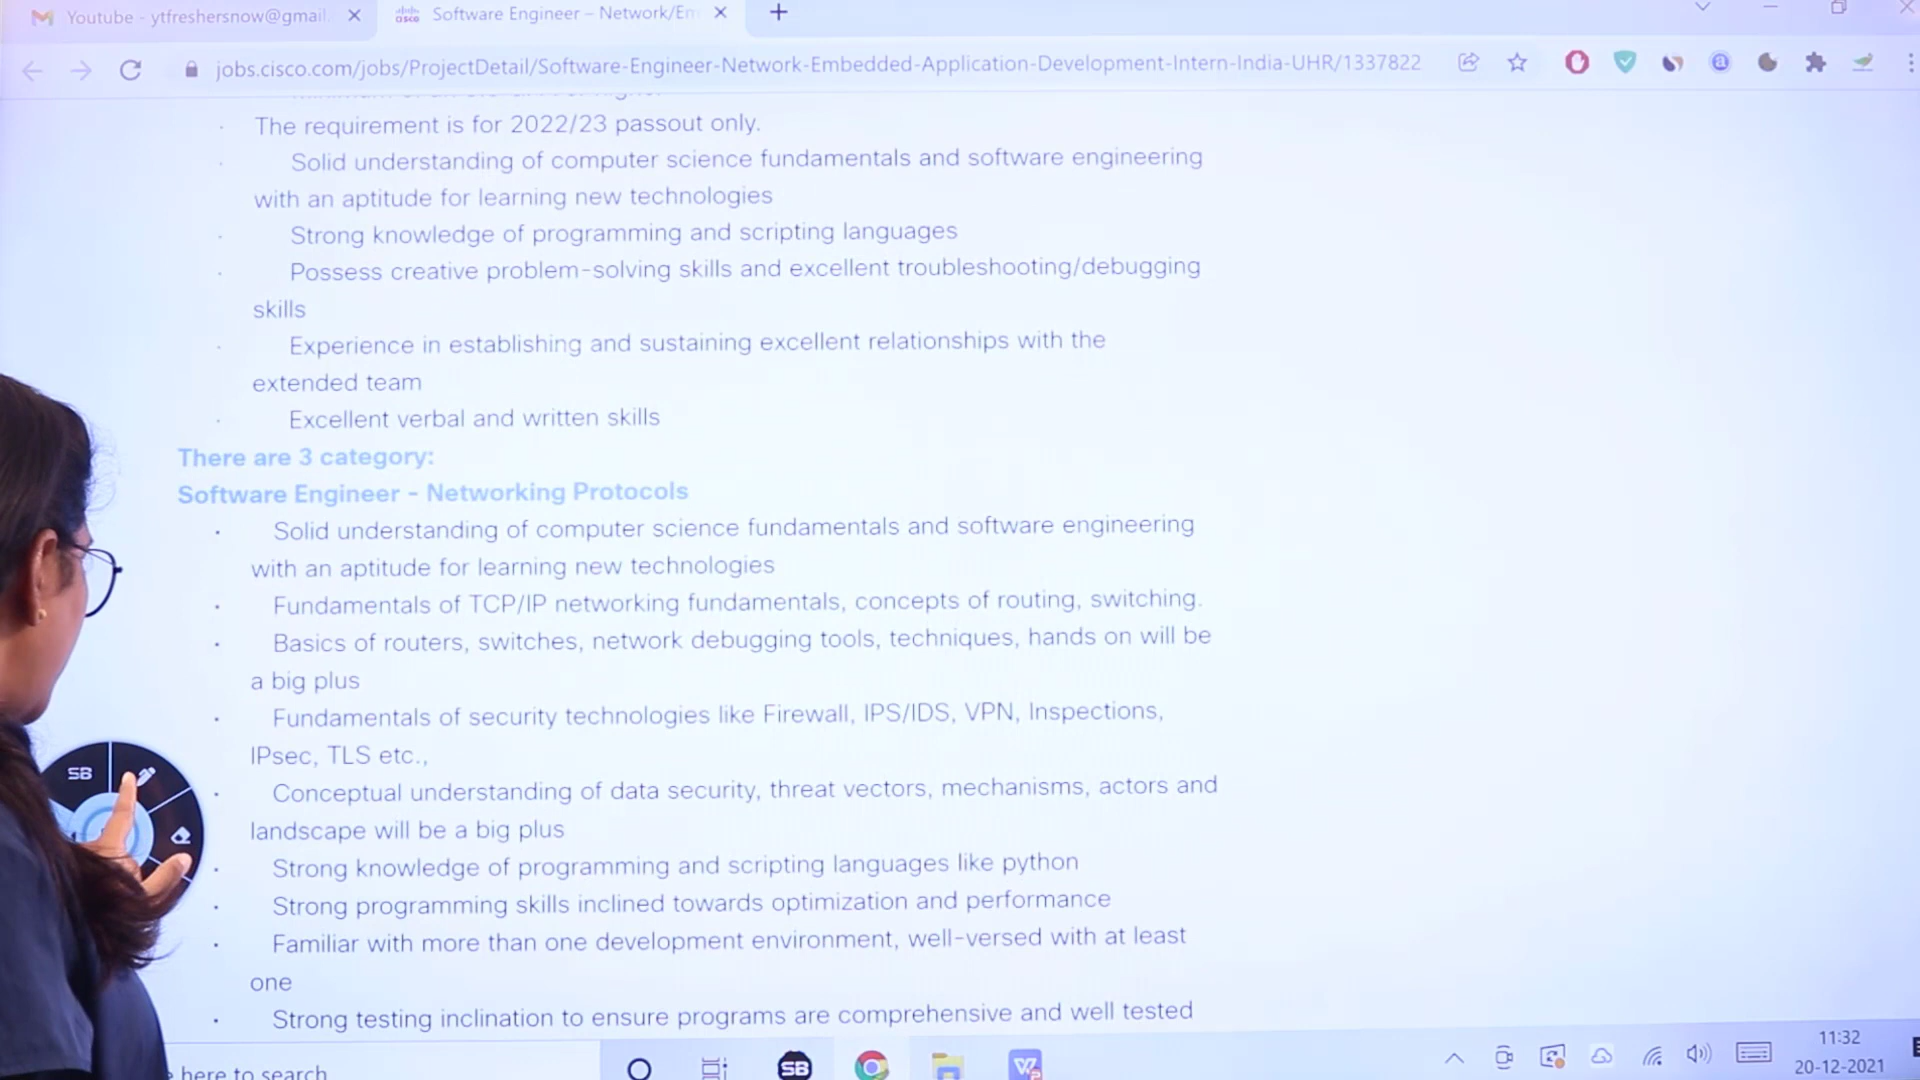 Youtube - ytfreshersnow@gmail.
cisco Software Engineer – Network/Em
jobs.cisco.com/jobs/ProjectDetail/Software-Engineer-Network-Embedded-Application-Development-Intern-India-UHR/1337822
The requirement is for 2022/23 passout only.
Solid understanding of computer science fundamentals and software engineering
with an aptitude for learning new technologies
Strong knowledge of programming and scripting languages
Possess creative problem-solving skills and excellent troubleshooting/debugging
skills
Experience in establishing and sustaining excellent relationships with the
extended team
Excellent verbal and written skills
There are 3 category:
Software Engineer - Networking Protocols
Solid understanding of computer science fundamentals and software engineering
with an aptitude for learning new technologies
Fundamentals of TCP/IP networking fundamentals, concepts of routing, switching.
Basics of routers, switches, network debugging tools, techniques, hands on will be
a big plus
Fundamentals of security technologies like Firewall, IPS/IDS, VPN, Inspections,
IPsec, TLS etc.,
SB
Conceptual understanding of data security, threat vectors, mechanisms, actors and
landscape will be a big plus
Strong knowledge of programming and scripting languages like python
Strong programming skills inclined towards optimization and performance
Familiar with more than one development environment, well-versed with at least
one
Strong testing inclination to ensure programs are comprehensive and well tested
here to search
SB
11:32
20-12-2021